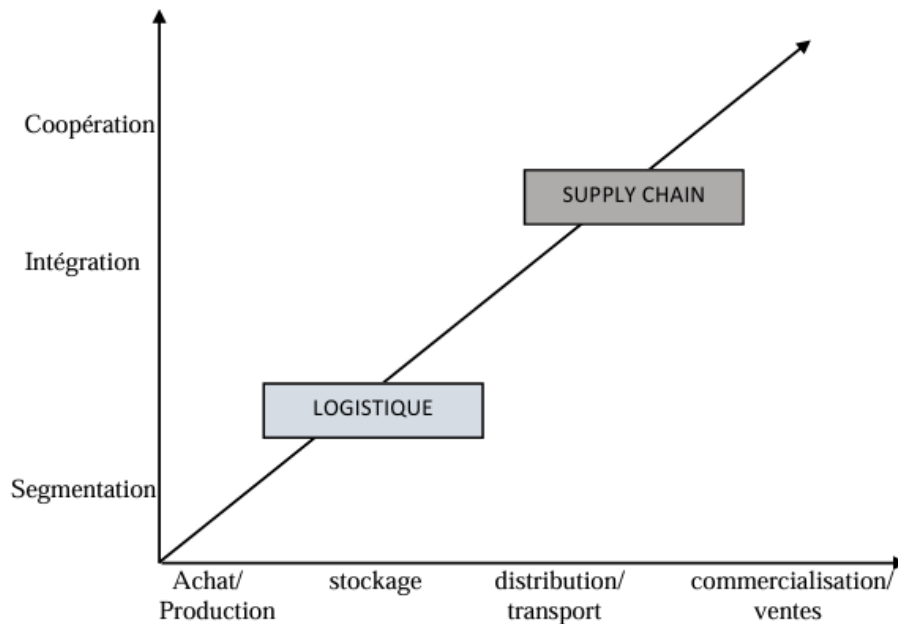 Coopération
SUPPLY CHAIN
Intégration
LOGISTIQUE
Segmentation
Achat/
Production
stockage
distribution/
transport
commercialisation/
ventes